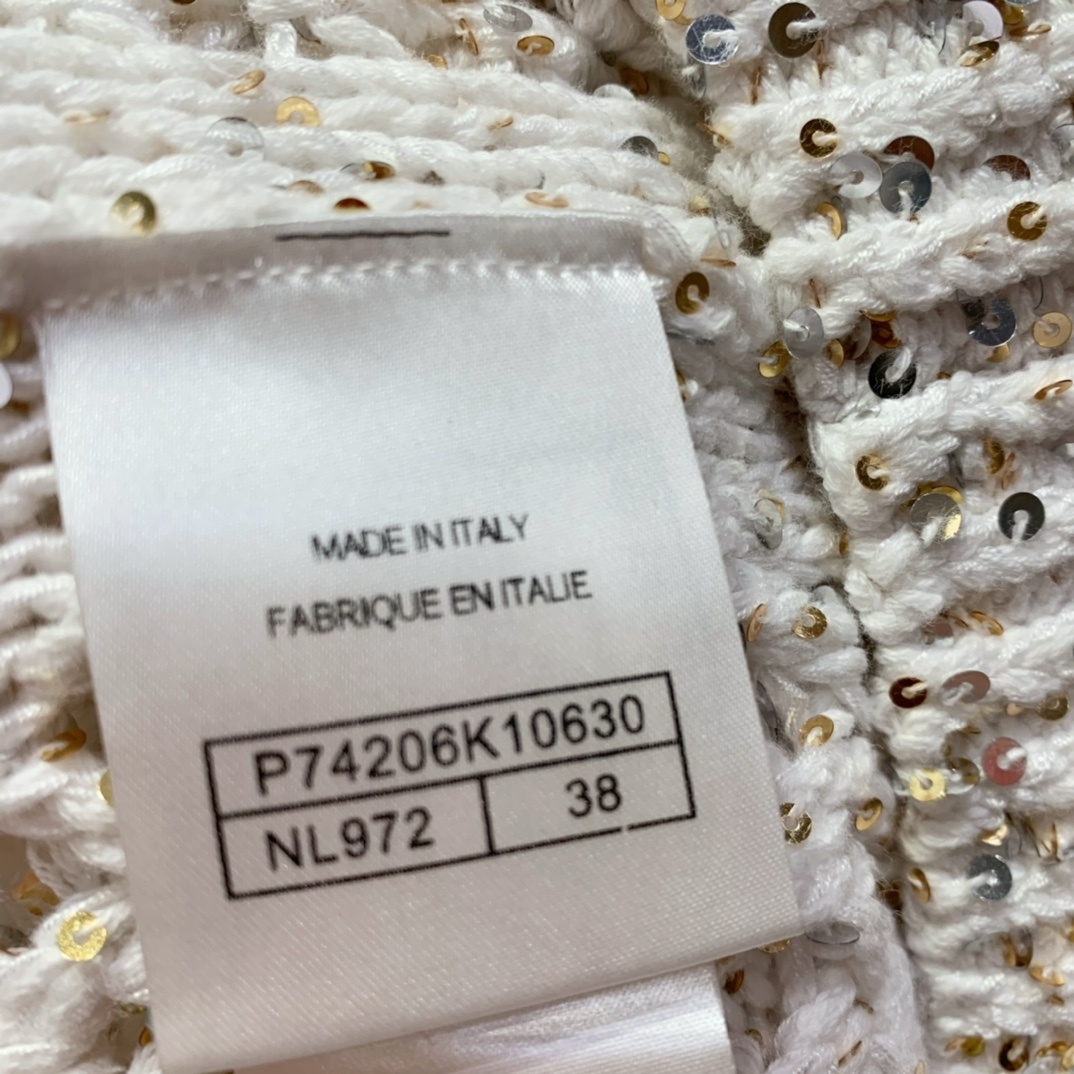 MADE IN ITALY
FABRIQUE EN ITALIE
P74206K10630
NL972 38